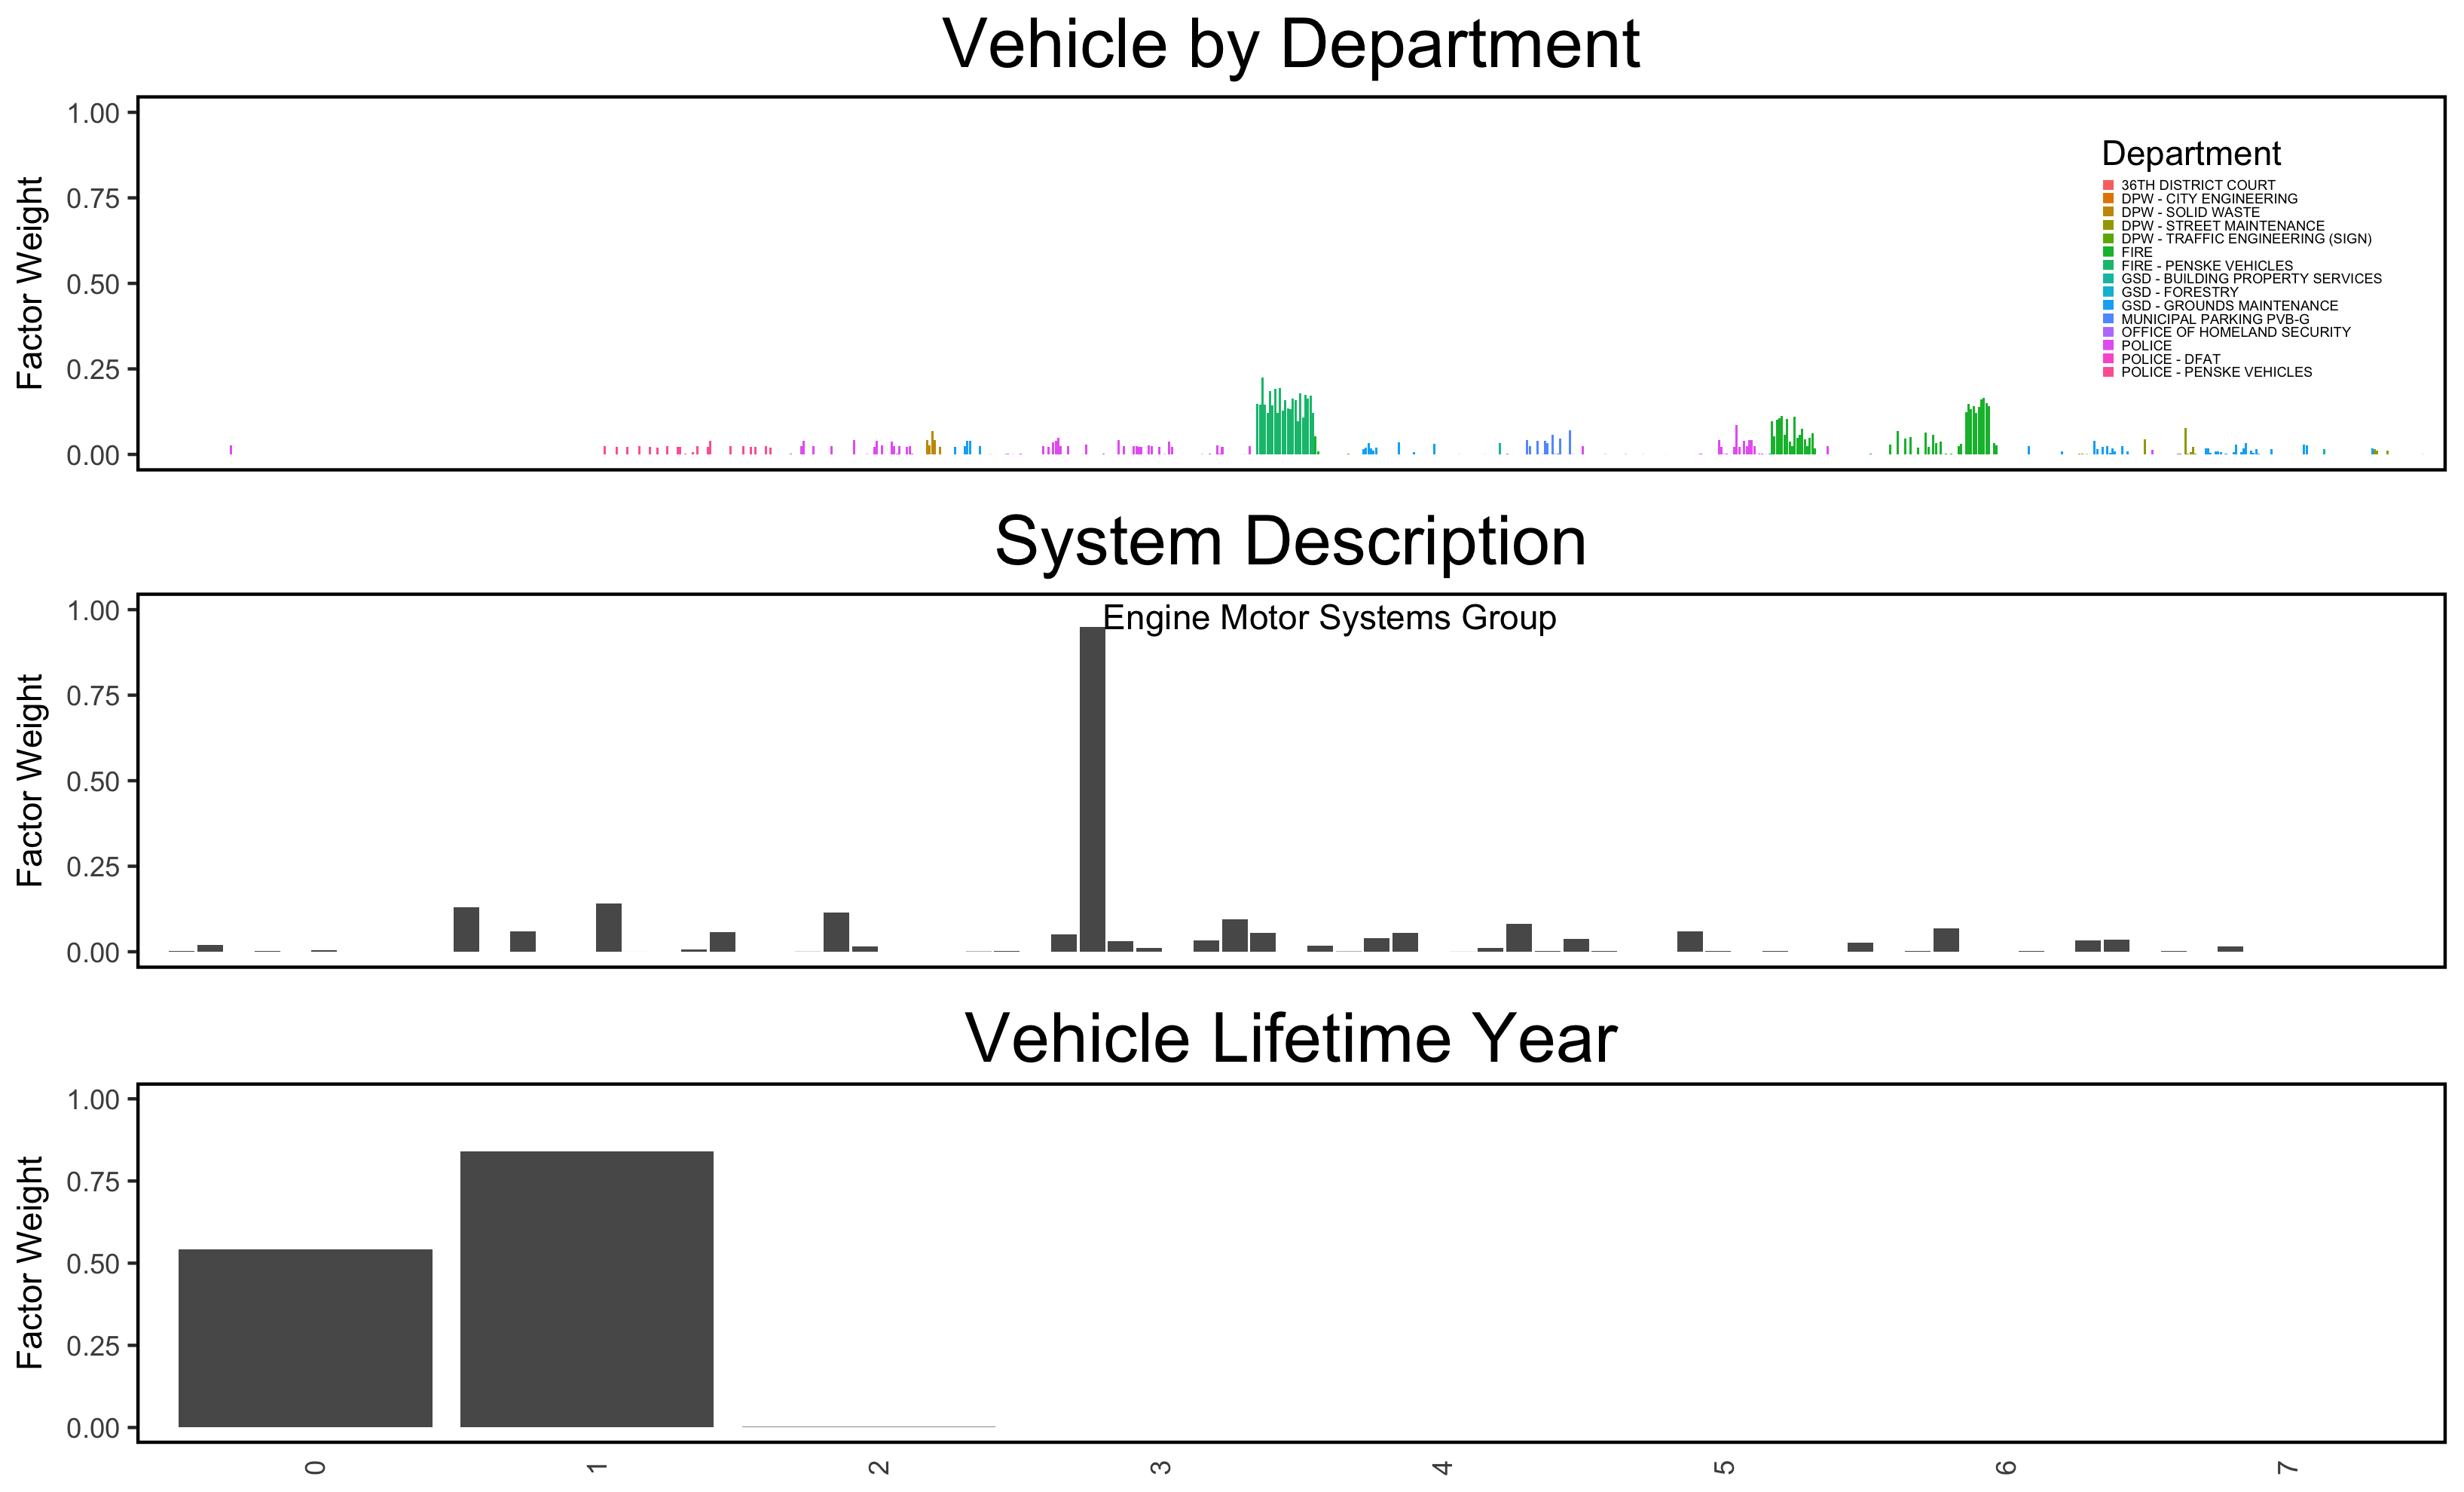 Vehicle by Department
Factor Weight
1.00
0.75
0.50
0.25
0.00
Department
36TH DISTRICT COURT
DPW - CITY ENGINEERING
DPW - SOLID WASTE
DPW - STREET MAINTENANCE
DPW - TRAFFIC ENGINEERING (SIGN)
FIRE
FIRE - PENSKE VEHICLES
GSD - BUILDING PROPERTY SERVICES
GSD - FORESTRY
GSD - GROUNDS MAINTENANCE
MUNICIPAL PARKING PVB-G
OFFICE OF HOMELAND SECURITY
POLICE
POLICE - DFAT
POLICE - PENSKE VEHICLES
System Description
Factor Weight
1.00
0.75
0.50
0.25
0.00
Engine Motor Systems Group
Vehicle Lifetime Year
Factor Weight
1.00
0.75
0.50
0.25
0.00
0 1 2 3 4 5 6 7